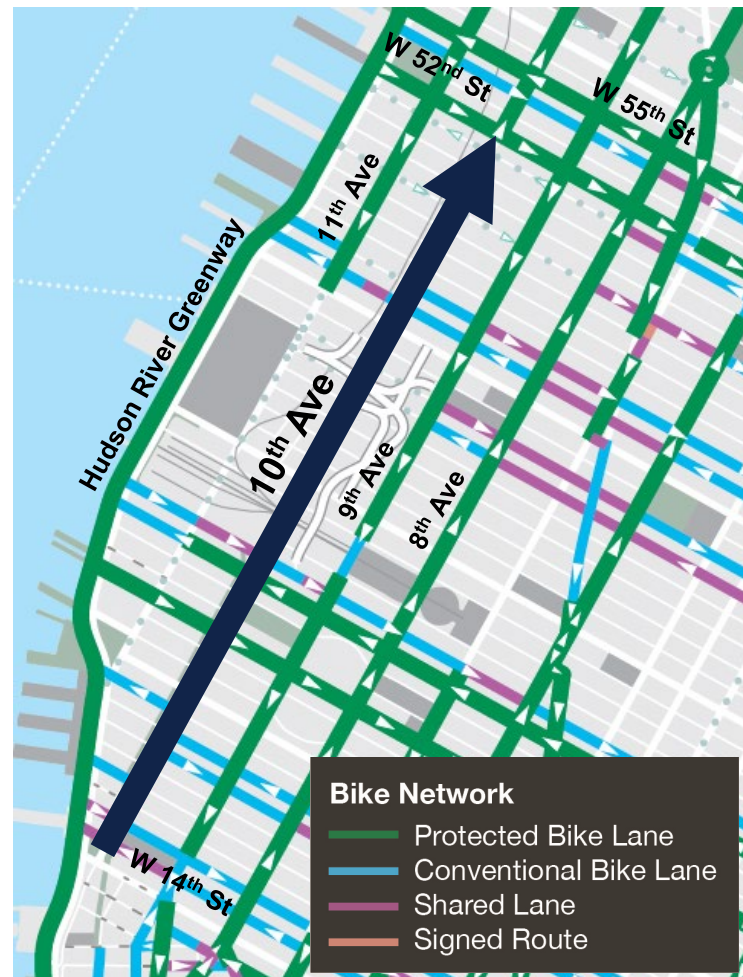 W 52nd St
W 55th St
11th Ave
Hudson River Greenway
10th Ave
9th Ave
8th Ave
W 14th St
Bike Network
Protected Bike Lane
Conventional Bike Lane
Shared Lane
Signed Route